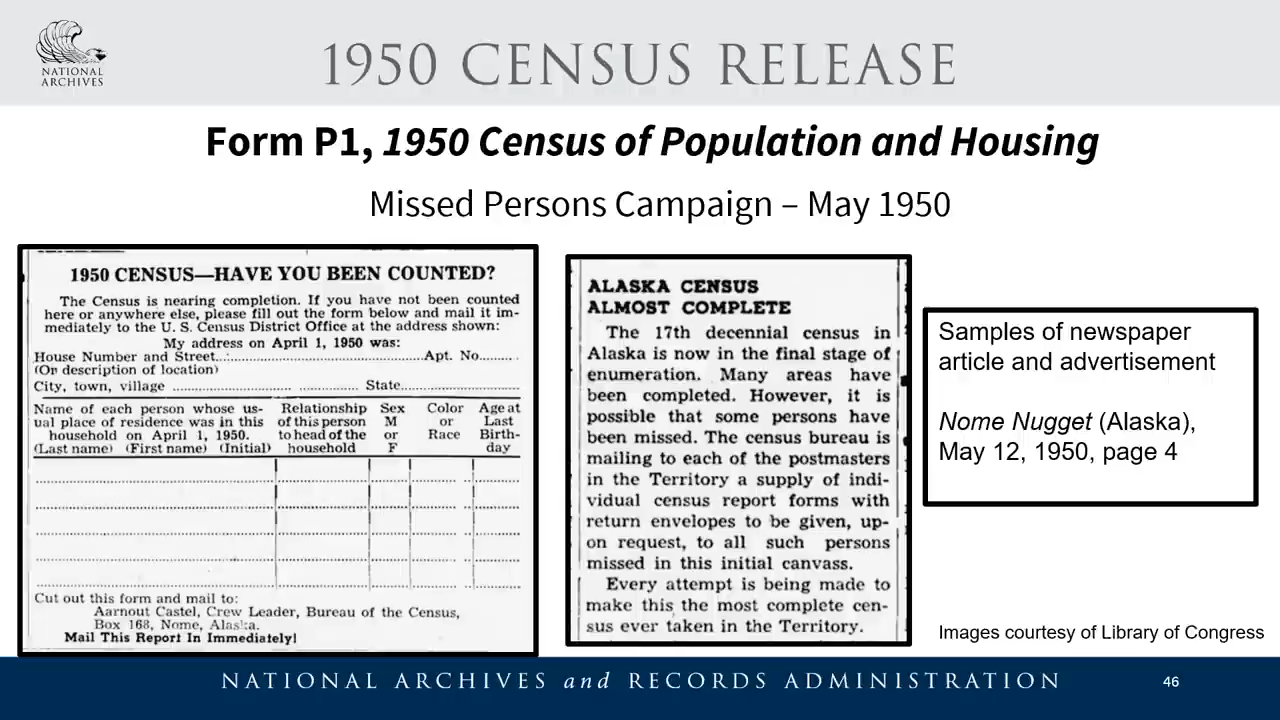 NATIONAL
ARCHIVES
1950 CENSUS RELEASE
Form P1, 1950 Census of Population and Housing
Missed Persons Campaign – May 1950
1950 CENSUS—HAVE YOU BEEN COUNTED?
The Census is nearing completion. If you have not been counted
here or anywhere else, please fill out the form below and mail it im-
mediately to the U. S. Census District Office at the address shown:
My address on April 1, 1950 was:
House Number and Street.............................Apt. No........
(Or description of location)
City, town, village ........................ ............... State..............................
Name of each person whose us-
ual place of residence was in this
household on April 1, 1950.
(Last name) (First name) (Initial)
Relationship
of this person
to head of the
household
Sex
M
or
F
Color
or
Race
Age at
Last
Birth-
day
Cut out this form and mail to:
Aarnout Castel, Crew Leader, Bureau of the Census,
Box 168, Nome, Alaska.
Mail This Report In Immediately!
ALASKA CENSUS
ALMOST COMPLETE
The 17th decennial census in
Alaska is now in the final stage of
enumeration. Many areas have
been completed. However, it is
possible that some persons have
been missed. The census bureau is
mailing to each of the postmasters
in the Territory a supply of indi-
vidual census report forms with
return envelopes to be given, up-
on request, to all such persons
missed in this initial canvass.
Every attempt is being made to
make this the most complete cen-
sus ever taken in the Territory.
Samples of newspaper
article and advertisement
Nome Nugget (Alaska),
May 12, 1950, page 4
Images courtesy of Library of Congress
NATIONAL ARCHIVES and RECORDS ADMINISTRATION
46